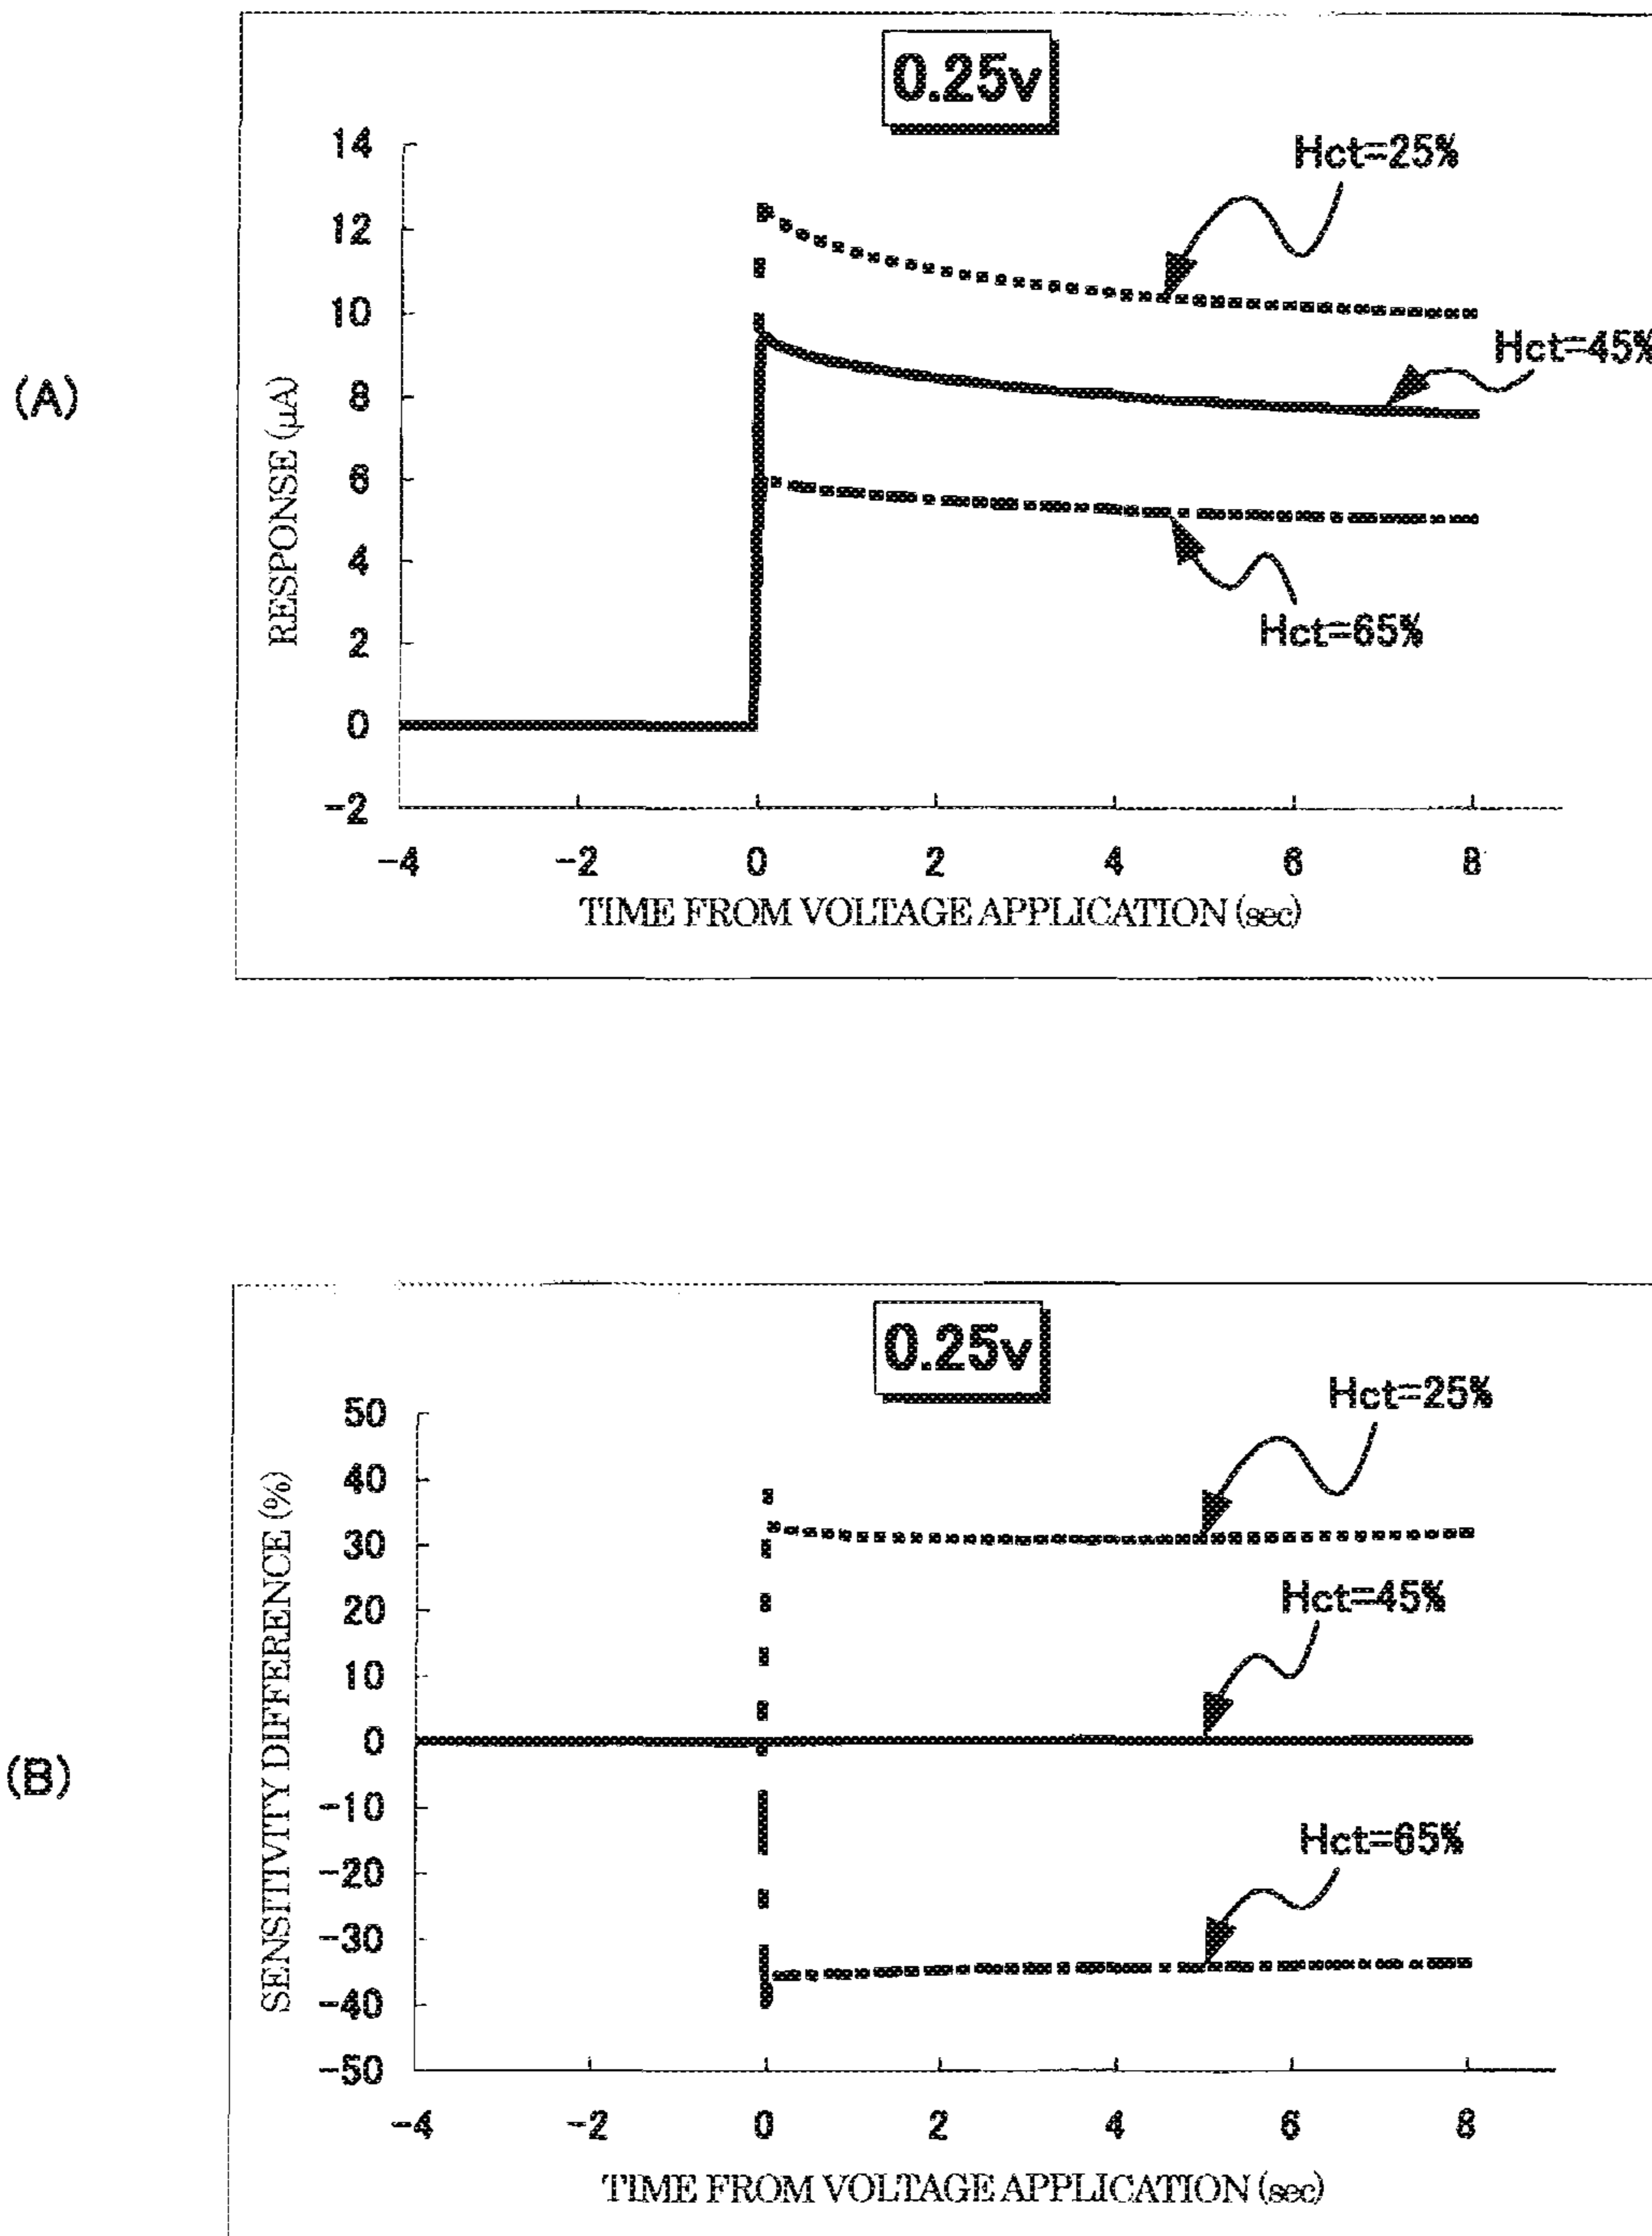 (A)
0.25v
RESPONSE (μA)
14
12
10
8
6
4
2
0
-2
Hct=25%
Hct=45%
Hct=65%
-4 -2 0 2 4 6 8
TIME FROM VOLTAGE APPLICATION (sec)
(B)
0.25v
SENSITIVITY DIFFERENCE (%)
50
40
30
20
10
0
-10
-20
-30
-40
-50
Hct=25%
Hct=45%
Hct=65%
-4 -2 0 2 4 6 8
TIME FROM VOLTAGE APPLICATION (sec)